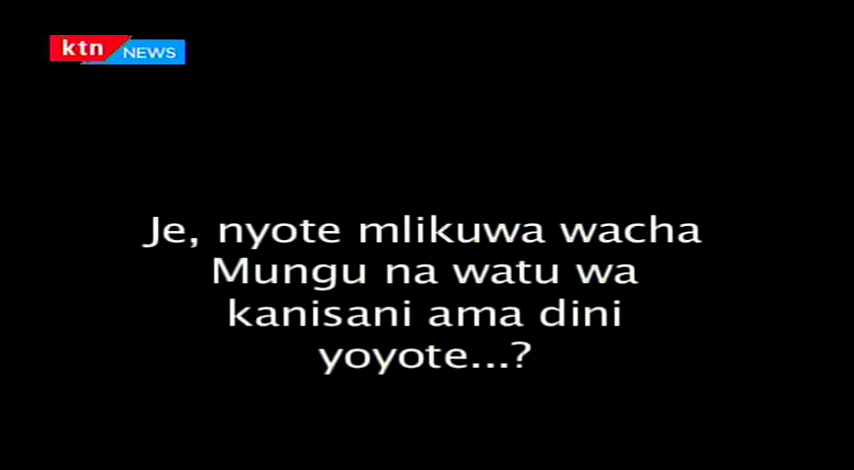 ktn NEWS
Je, nyote mlikuwa wacha
Mungu na watu wa
kanisani ama dini
yoyote...?